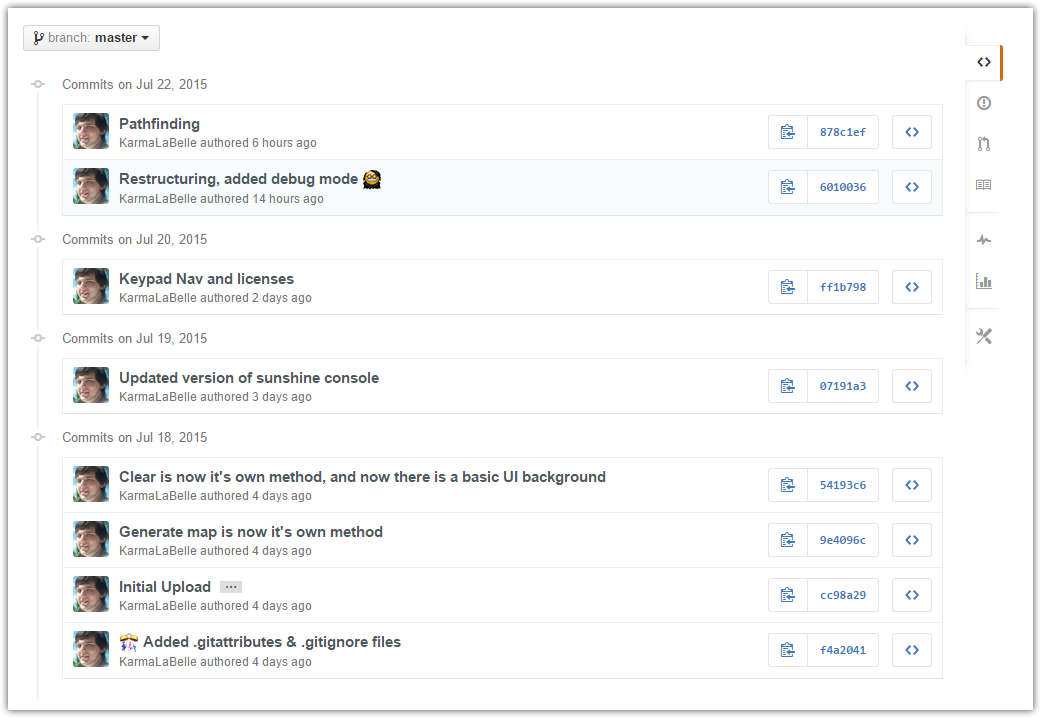 branch: master
Commits on Jul 22, 2015
Pathfinding
KarmaLaBelle authored 6 hours ago
878c1ef
Restructuring, added debug mode
KarmaLaBelle authored 14 hours ago
6010036
Commits on Jul 20, 2015
Keypad Nav and licenses
KarmaLaBelle authored 2 days ago
ff1b798
Commits on Jul 19, 2015
Updated version of sunshine console
KarmaLaBelle authored 3 days ago
07191a3
Commits on Jul 18, 2015
Clear is now it's own method, and now there is a basic UI background
KarmaLaBelle authored 4 days ago
54193c6
Generate map is now it's own method
KarmaLaBelle authored 4 days ago
9e4096c
Initial Upload …
KarmaLaBelle authored 4 days ago
cc98a29
Added .gitattributes & .gitignore files
KarmaLaBelle authored 4 days ago
f4a2041